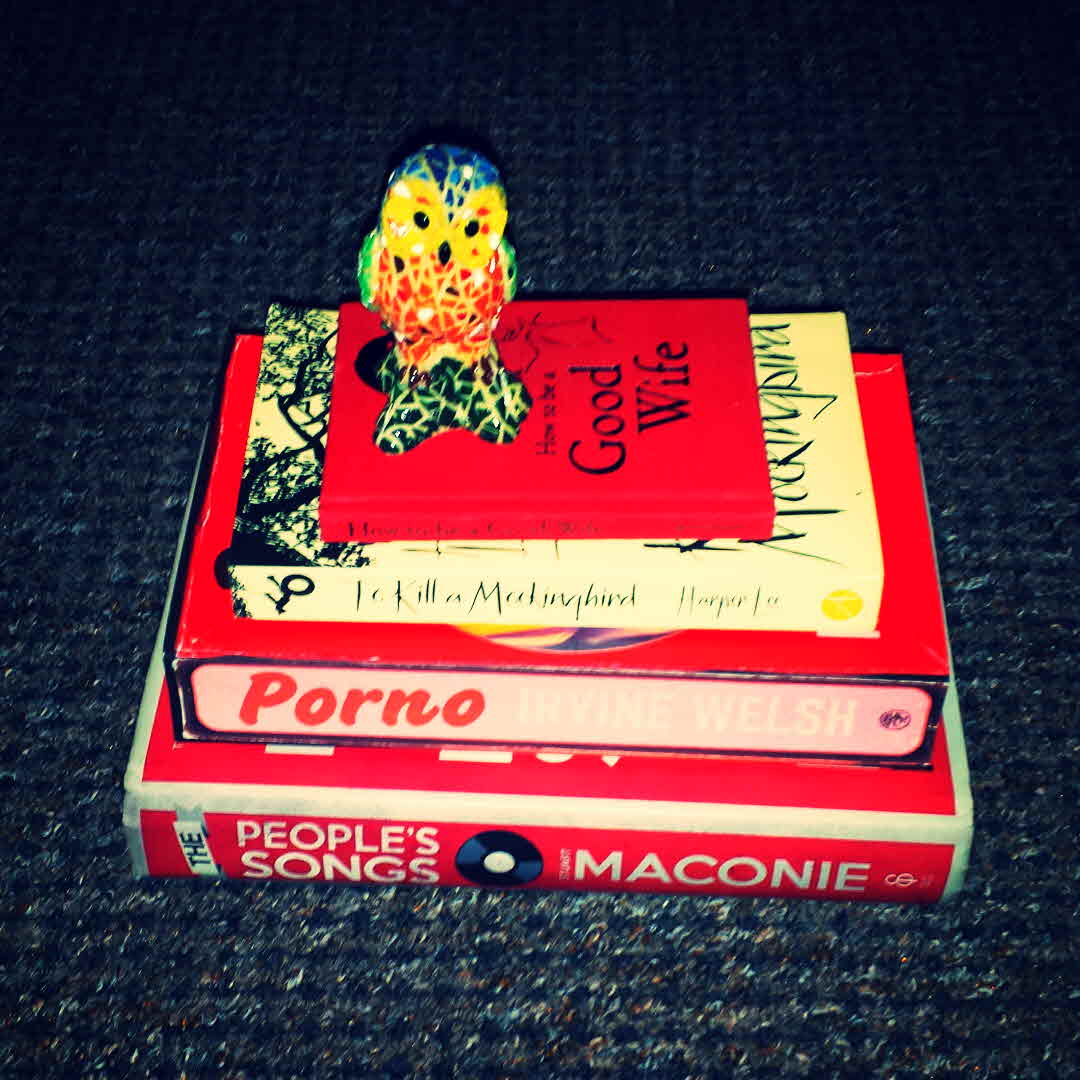 How to be a
Good
Wife
Mockingbird
To Kill a Mockingbird Harper Lee
Porno IRVINE WELSH
THE
PEOPLE'S
SONGS
STUART
MACONIE